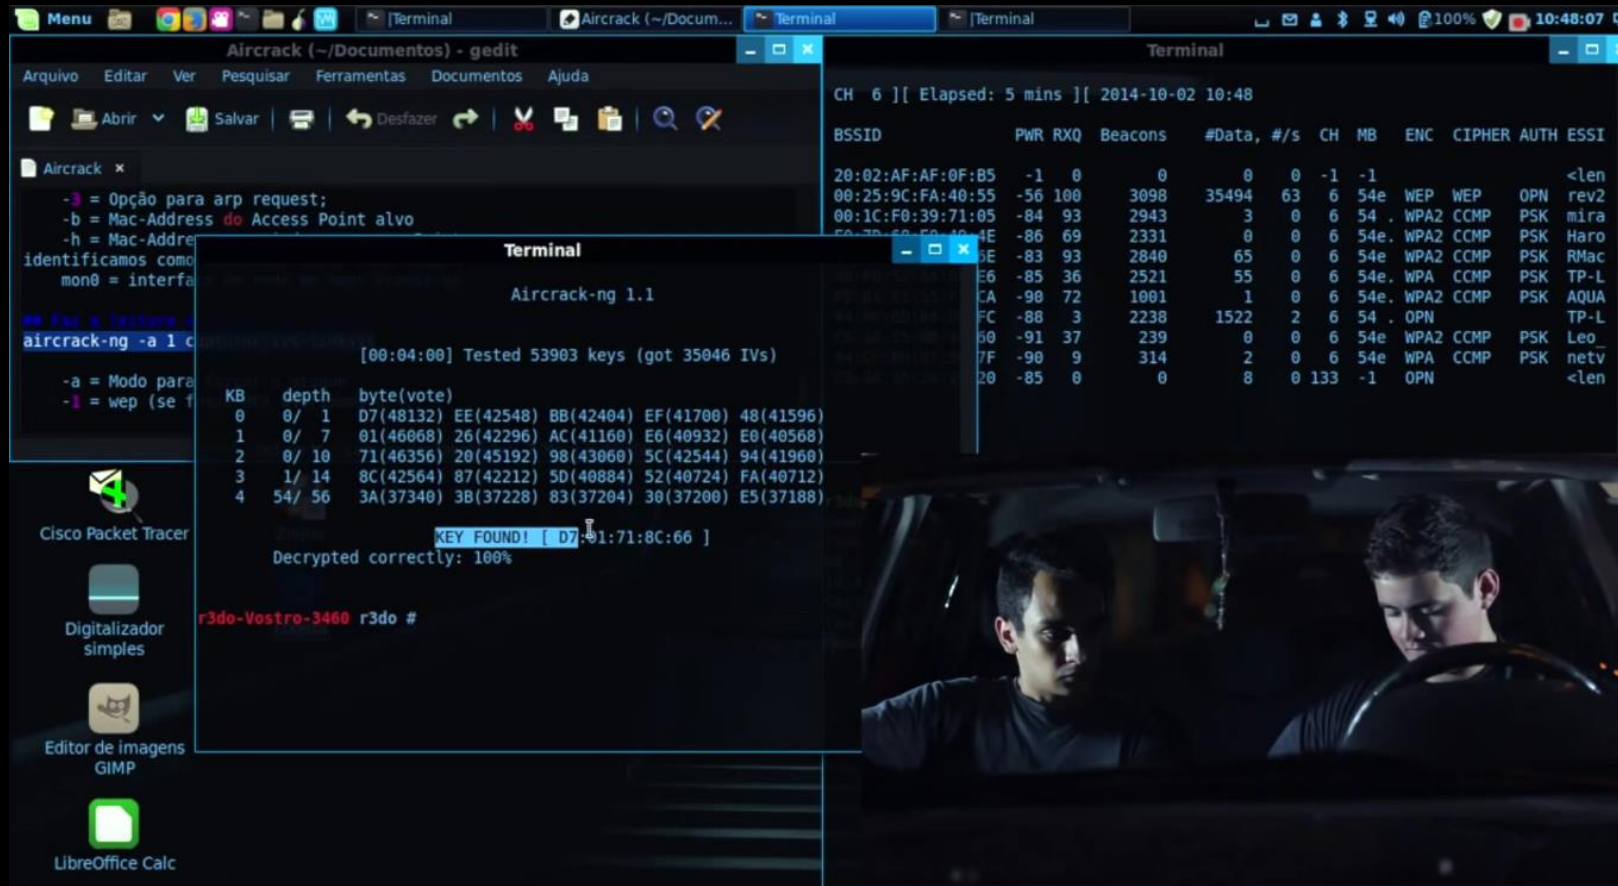 Menu
|Terminal
Aircrack (~/Docum...
Terminal
|Terminal
100%
10:48:07
Aircrack (~/Documentos) - gedit
Arquivo Editar Ver Pesquisar Ferramentas Documentos Ajuda
Abrir Salvar Desfazer
Aircrack
-3 = Opção para arp request;
-b = Mac-Address do Access Point alvo
-h =
identificamos como
mon0 =
aircrack-ng -a 1
-a = Modo para
-1 = wep (se
Terminal
Aircrack-ng 1.1
[00:04:00] Tested 53903 keys (got 35046 IVs)
KB depth byte(vote)
0 0/ 1 D7(48132) EE(42548) BB(42404) EF(41700) 48(41596)
1 0/ 7 01(46068) 26(42296) AC(41160) E6(40932) E0(40568)
2 0/ 10 71(46356) 20(45192) 98(43060) 5C(42544) 94(41960)
3 1/ 14 8C(42564) 87(42212) 5D(40884) 52(40724) FA(40712)
4 54/ 56 3A(37340) 3B(37228) 83(37204) 30(37200) E5(37188)
KEY FOUND! [ D7:01:71:8C:66 ]
Decrypted correctly: 100%
r3do-Vostro-3460 r3do #
Terminal
CH 6 ][ Elapsed: 5 mins ][ 2014-10-02 10:48
BSSID PWR RXQ Beacons #Data, #/s CH MB ENC CIPHER AUTH ESSI
20:02:AF:AF:0F:B5 -1 0 0 0 0 -1 -1 <len
00:25:9C:FA:40:55 -56 100 3098 35494 63 6 54e WEP WEP OPN rev2
00:1C:F0:39:71:05 -84 93 2943 3 0 6 54 . WPA2 CCMP PSK mira
4E -86 69 2331 0 0 6 54e. WPA2 CCMP PSK Haro
6E -83 93 2840 65 0 6 54e. WPA2 CCMP PSK RMac
E6 -85 36 2521 55 0 6 54e. WPA CCMP PSK TP-L
CA -90 72 1001 1 0 6 54e. WPA2 CCMP PSK AQUA
FC -88 3 2238 1522 2 6 54 . OPN TP-L
60 -91 37 239 0 0 6 54e WPA2 CCMP PSK Leo_
7F -90 9 314 2 0 6 54e WPA CCMP PSK netv
20 -85 0 0 8 0 133 -1 OPN <len
Cisco Packet Tracer
Digitalizador
simples
Editor de imagens
GIMP
LibreOffice Calc